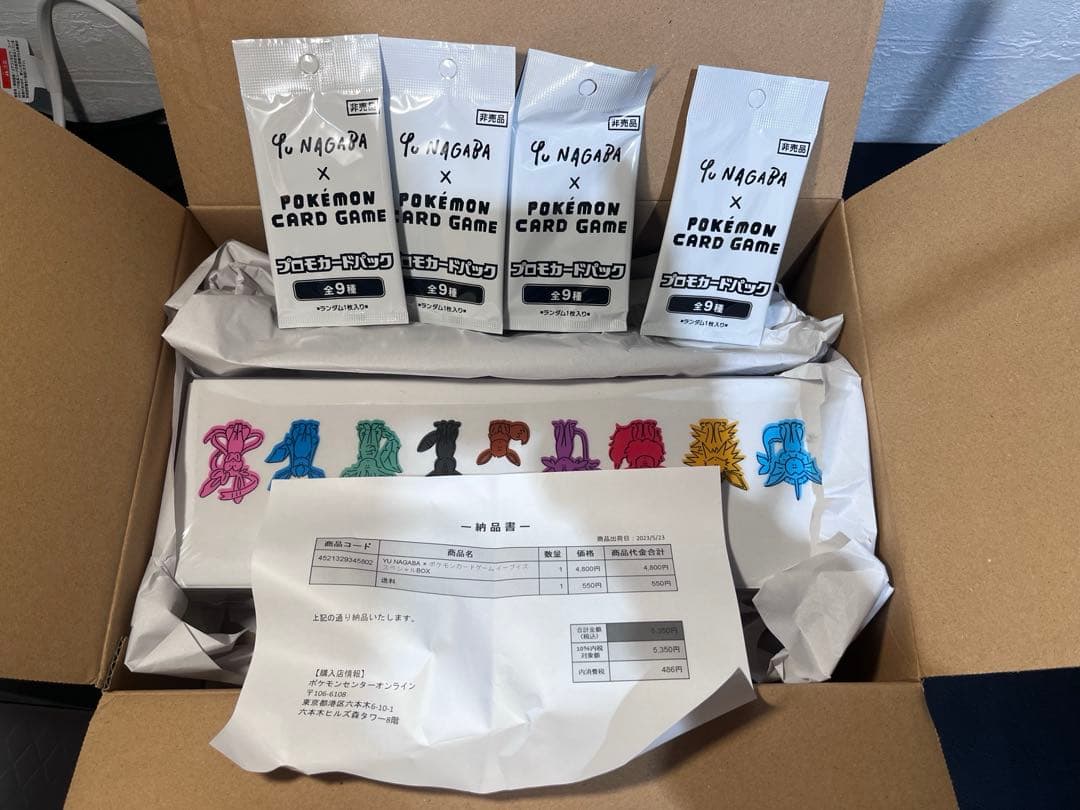 非売品
YU NAGABA
×
POKÉMON
CARD GAME
プロモカードパック
全9種
*ランダム1枚入り*
非売品
YU NAGABA
×
POKÉMON
CARD GAME
プロモカードパック
全9種
*ランダム1枚入り*
非売品
YU NAGABA
×
POKÉMON
CARD GAME
プロモカードパック
全9種
*ランダム1枚入り*
非売品
YU NAGABA
×
POKÉMON
CARD GAME
プロモカードパック
全9種
*ランダム1枚入り*
― 納品書 ―
商品出荷日：2023/5/23
商品コード 商品名 数量 価格 商品代金合計
4521329345802 YU NAGABA × ポケモンカードゲーム イーブイズ
スペシャルBOX 1 4,800円 4,800円
送料 1 550円 550円
上記の通り納品いたします。
合計金額
(税込) 5,350円
10%内税
対象額 5,350円
内消費税 486円
【購入店情報】
ポケモンセンターオンライン
〒106-6108
東京都港区六本木6-10-1
六本木ヒルズ森タワー8階